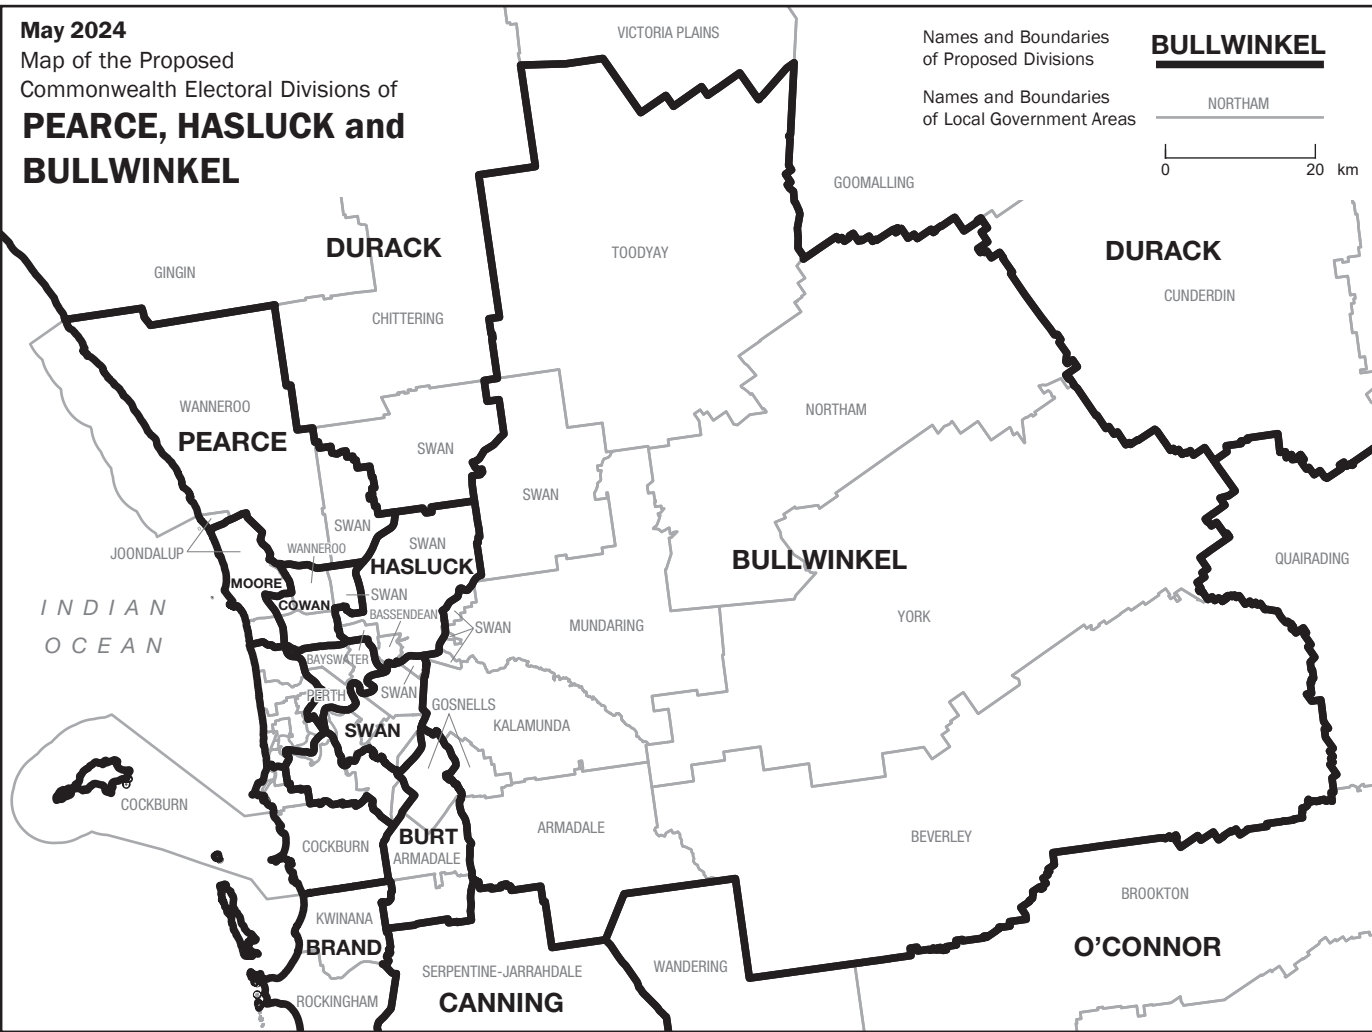 May 2024
Map of the Proposed
Commonwealth Electoral Divisions of
PEARCE, HASLUCK and
BULLWINKEL
Names and Boundaries
of Proposed Divisions
BULLWINKEL
Names and Boundaries
of Local Government Areas
NORTHAM
0 20 km
VICTORIA PLAINS
GOOMALLING
DURACK
TOODYAY
DURACK
GINGIN
CUNDERDIN
CHITTERING
WANNEROO
NORTHAM
PEARCE
SWAN
SWAN
SWAN
WANNEROO
SWAN
JOONDALUP
HASLUCK
BULLWINKEL
QUAIRADING
MOORE
SWAN
COWAN
INDIAN
OCEAN
BASSENDEAN
SWAN
MUNDARING
YORK
BAYSWATER
PERTH
SWAN
GOSNELLS
SWAN
KALAMUNDA
COCKBURN
ARMADALE
BURT
BEVERLEY
COCKBURN
ARMADALE
BROOKTON
KWINANA
BRAND
O'CONNOR
SERPENTINE-JARRAHDALE
WANDERING
ROCKINGHAM
CANNING